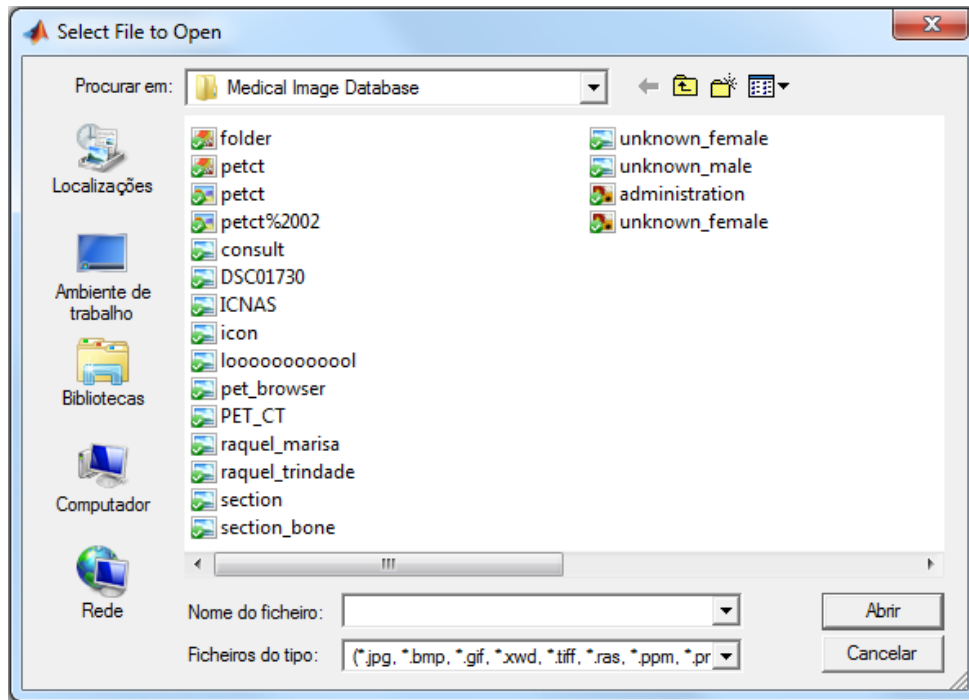 Select File to Open
Procurar em:
Medical Image Database
Localizações
Ambiente de
trabalho
Bibliotecas
Computador
Rede
folder
petct
petct
petct%2002
consult
DSC01730
ICNAS
icon
looooooooooool
pet_browser
PET_CT
raquel_marisa
raquel_trindade
section
section_bone
unknown_female
unknown_male
administration
unknown_female
Nome do ficheiro:
Abrir
Ficheiros do tipo:
(*.jpg, *.bmp, *.gif, *.xwd, *.tiff, *.ras, *.ppm, *.pr
Cancelar